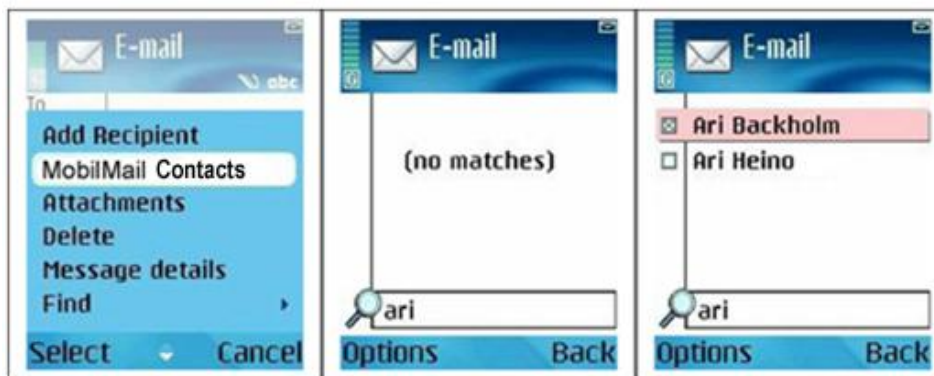 E-mail
abc
To
Add Recipient
MobilMail Contacts
Attachments
Delete
Message details
Find
Select Cancel
E-mail
G
(no matches)
ari
Options Back
E-mail
G
Ari Backholm
Ari Heino
ari
Options Back